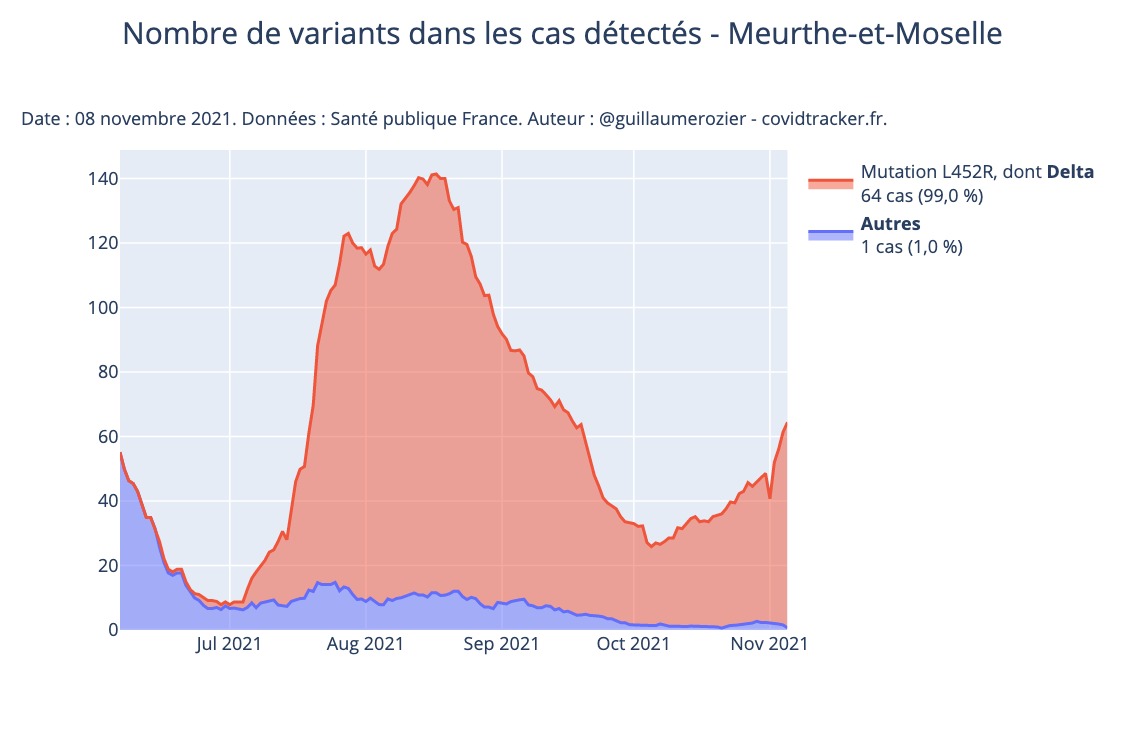 Nombre de variants dans les cas détectés - Meurthe-et-Moselle
Date : 08 novembre 2021. Données : Santé publique France. Auteur : @guillaumerozier - covidtracker.fr.
Mutation L452R, dont Delta
64 cas (99,0 %)
Autres
1 cas (1,0 %)
140
120
100
80
60
40
20
0
Jul 2021
Aug 2021
Sep 2021
Oct 2021
Nov 2021